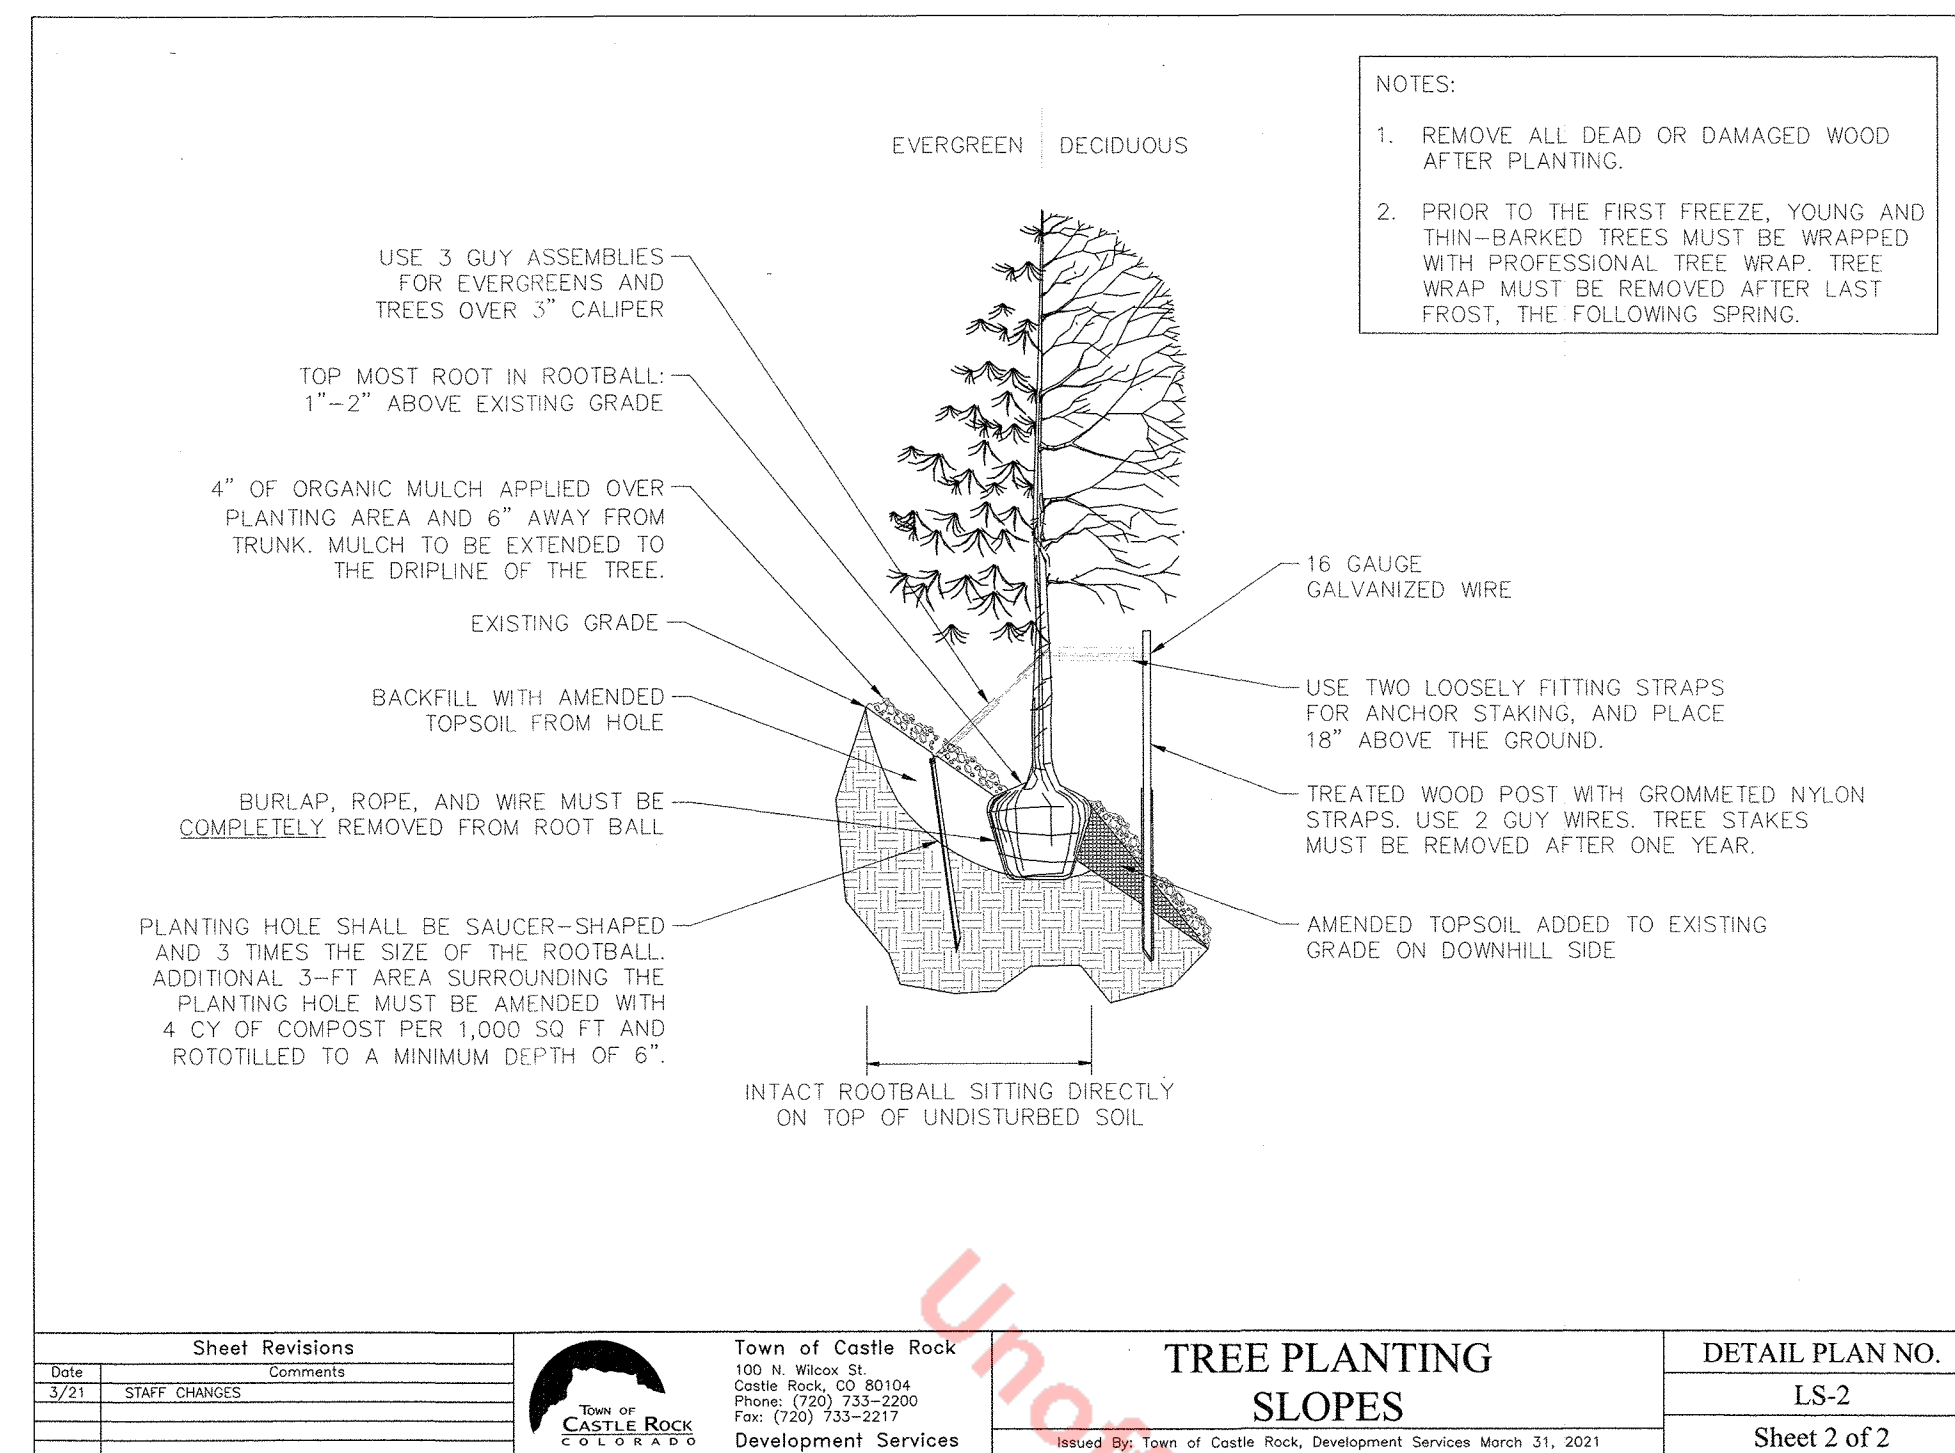 NOTES:
1. REMOVE ALL DEAD OR DAMAGED WOOD
AFTER PLANTING.
2. PRIOR TO THE FIRST FREEZE, YOUNG AND
THIN-BARKED TREES MUST BE WRAPPED
WITH PROFESSIONAL TREE WRAP. TREE
WRAP MUST BE REMOVED AFTER LAST
FROST, THE FOLLOWING SPRING.
EVERGREEN
DECIDUOUS
USE 3 GUY ASSEMBLIES
FOR EVERGREENS AND
TREES OVER 3" CALIPER
TOP MOST ROOT IN ROOTBALL:
1"-2" ABOVE EXISTING GRADE
4" OF ORGANIC MULCH APPLIED OVER
PLANTING AREA AND 6" AWAY FROM
TRUNK. MULCH TO BE EXTENDED TO
THE DRIPLINE OF THE TREE.
EXISTING GRADE
BACKFILL WITH AMENDED
TOPSOIL FROM HOLE
BURLAP, ROPE, AND WIRE MUST BE
COMPLETELY REMOVED FROM ROOT BALL
PLANTING HOLE SHALL BE SAUCER-SHAPED
AND 3 TIMES THE SIZE OF THE ROOTBALL.
ADDITIONAL 3-FT AREA SURROUNDING THE
PLANTING HOLE MUST BE AMENDED WITH
4 CY OF COMPOST PER 1,000 SQ FT AND
ROTOTILLED TO A MINIMUM DEPTH OF 6".
16 GAUGE
GALVANIZED WIRE
USE TWO LOOSELY FITTING STRAPS
FOR ANCHOR STAKING, AND PLACE
18" ABOVE THE GROUND.
TREATED WOOD POST WITH GROMMETED NYLON
STRAPS. USE 2 GUY WIRES. TREE STAKES
MUST BE REMOVED AFTER ONE YEAR.
AMENDED TOPSOIL ADDED TO EXISTING
GRADE ON DOWNHILL SIDE
INTACT ROOTBALL SITTING DIRECTLY
ON TOP OF UNDISTURBED SOIL
Sheet Revisions
Date Comments
3/21 STAFF CHANGES
TOWN OF
CASTLE ROCK
COLORADO
Town of Castle Rock
100 N. Wilcox St.
Castle Rock, CO 80104
Phone: (720) 733-2200
Fax: (720) 733-2217
Development Services
TREE PLANTING
SLOPES
Issued By: Town of Castle Rock, Development Services March 31, 2021
DETAIL PLAN NO.
LS-2
Sheet 2 of 2